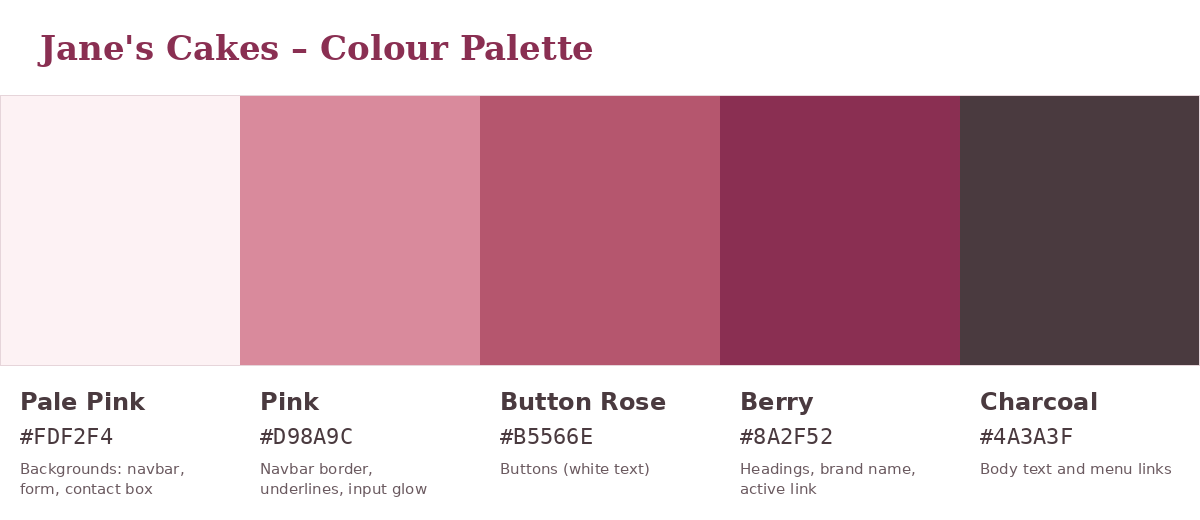 Jane's Cakes – Colour Palette
Pale Pink
#FDF2F4
Backgrounds: navbar,
form, contact box
Pink
#D98A9C
Navbar border,
underlines, input glow
Button Rose
#B5566E
Buttons (white text)
Berry
#8A2F52
Headings, brand name,
active link
Charcoal
#4A3A3F
Body text and menu links